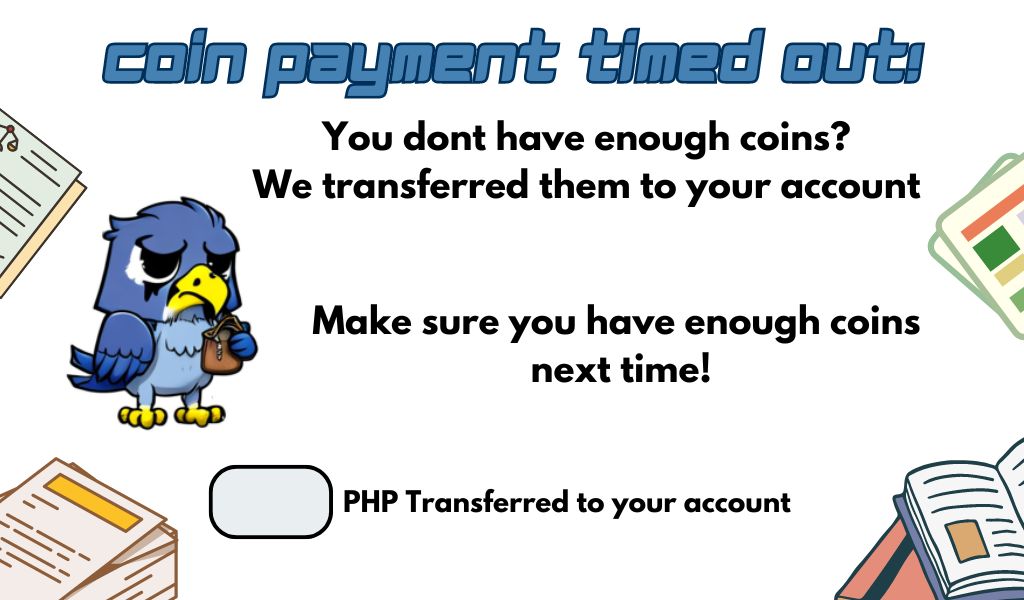 coin payment timed out!
You dont have enough coins?
We transferred them to your account
Make sure you have enough coins
next time!
PHP Transferred to your account